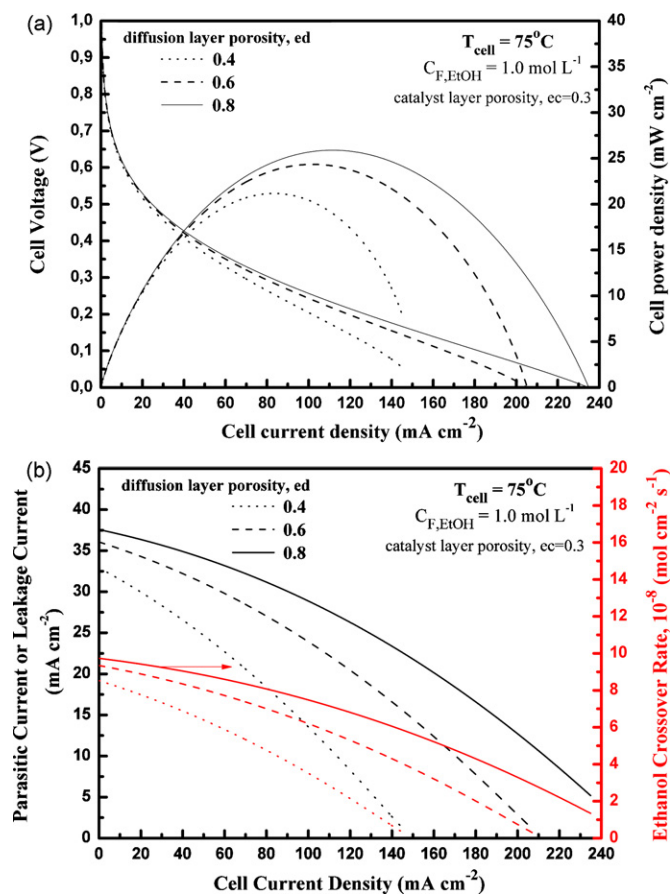 (a)
diffusion layer porosity, ed
0.4
0.6
0.8
T_cell = 75°C
C_F,EtOH = 1.0 mol L⁻¹
catalyst layer porosity, ec=0.3
Cell Voltage (V)
1,0
0,9
0,8
0,7
0,6
0,5
0,4
0,3
0,2
0,1
0,0
Cell power density (mW cm⁻²)
40
35
30
25
20
15
10
5
0
0 20 40 60 80 100 120 140 160 180 200 220 240
Cell current density (mA cm⁻²)
(b)
diffusion layer porosity, ed
0.4
0.6
0.8
T_cell = 75°C
C_F,EtOH = 1.0 mol L⁻¹
catalyst layer porosity, ec=0.3
Parasitic Current or Leakage Current
(mA cm⁻²)
45
40
35
30
25
20
15
10
5
0
Ethanol Crossover Rate, 10⁻⁸ (mol cm⁻² s⁻¹)
20
18
16
14
12
10
8
6
4
2
0
0 20 40 60 80 100 120 140 160 180 200 220 240
Cell Current Density (mA cm⁻²)